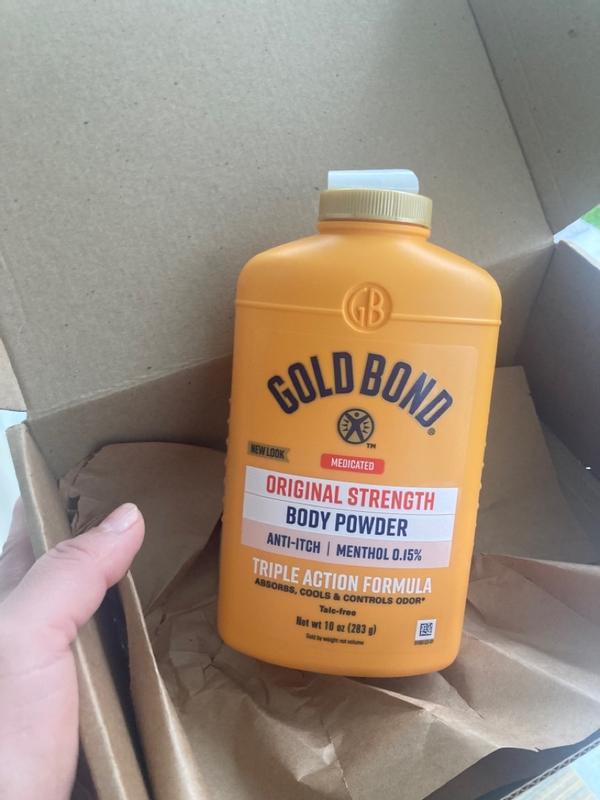 GB
GOLD BOND®
TM
NEW LOOK
MEDICATED
ORIGINAL STRENGTH
BODY POWDER
ANTI-ITCH | MENTHOL 0.15%
TRIPLE ACTION FORMULA
ABSORBS, COOLS & CONTROLS ODOR*
Talc-free
Net wt 10 oz (283 g)
Sold by weight not volume